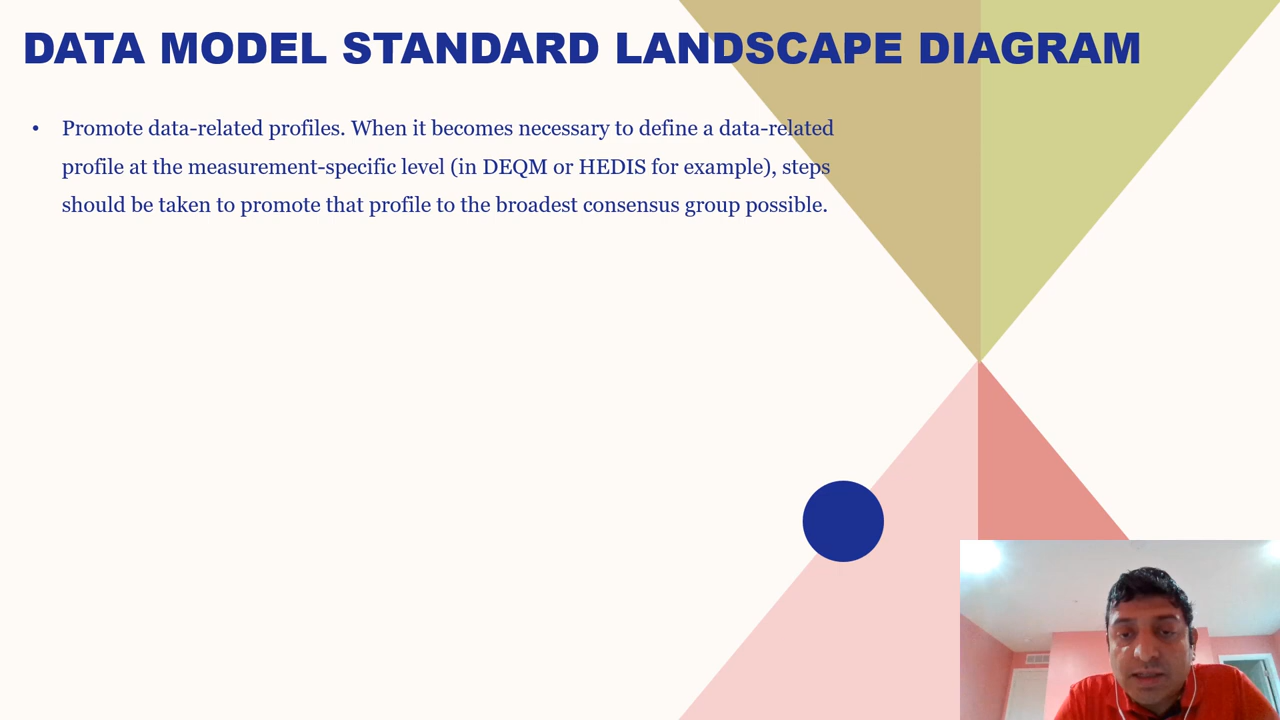 DATA MODEL STANDARD LANDSCAPE DIAGRAM
• Promote data-related profiles. When it becomes necessary to define a data-related
profile at the measurement-specific level (in DEQM or HEDIS for example), steps
should be taken to promote that profile to the broadest consensus group possible.